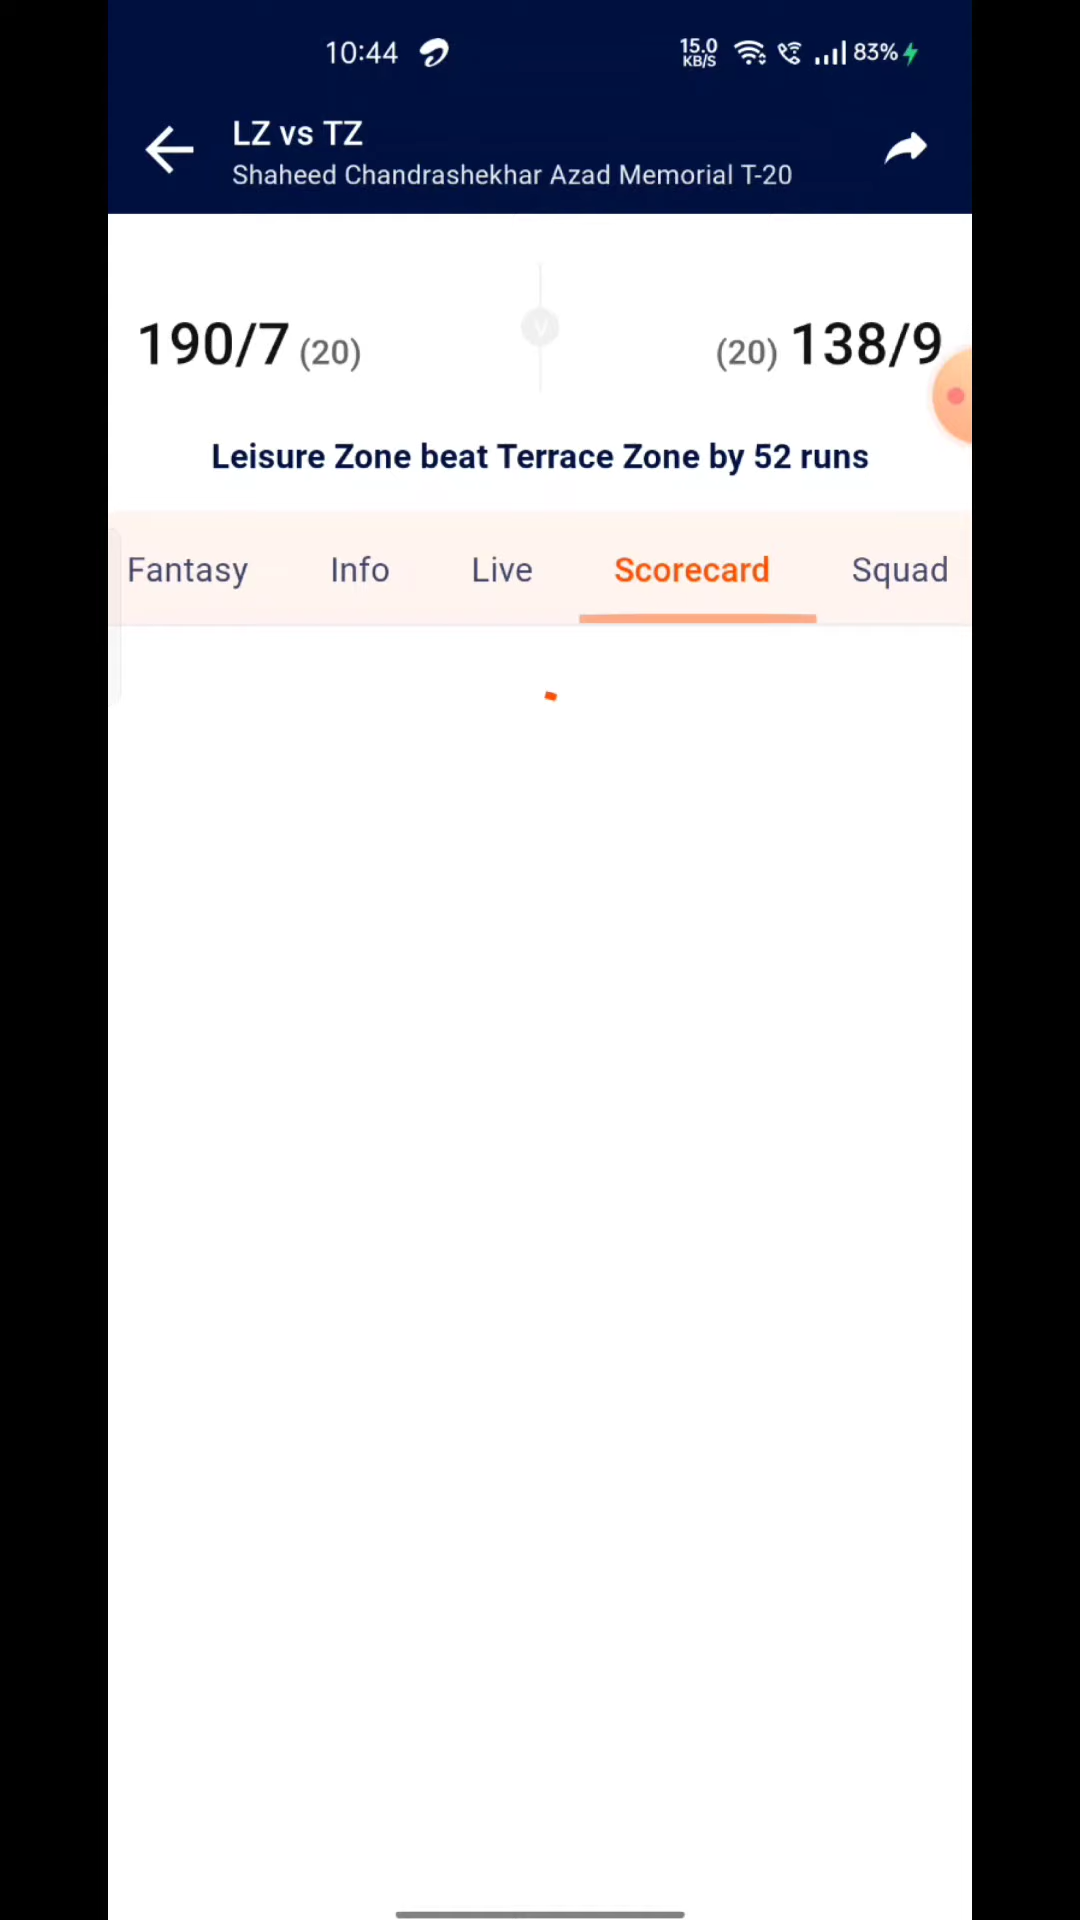 10:44 15.0 KB/S 83%
LZ vs TZ
Shaheed Chandrashekhar Azad Memorial T-20
190/7 (20) V (20) 138/9
Leisure Zone beat Terrace Zone by 52 runs
Fantasy Info Live Scorecard Squad